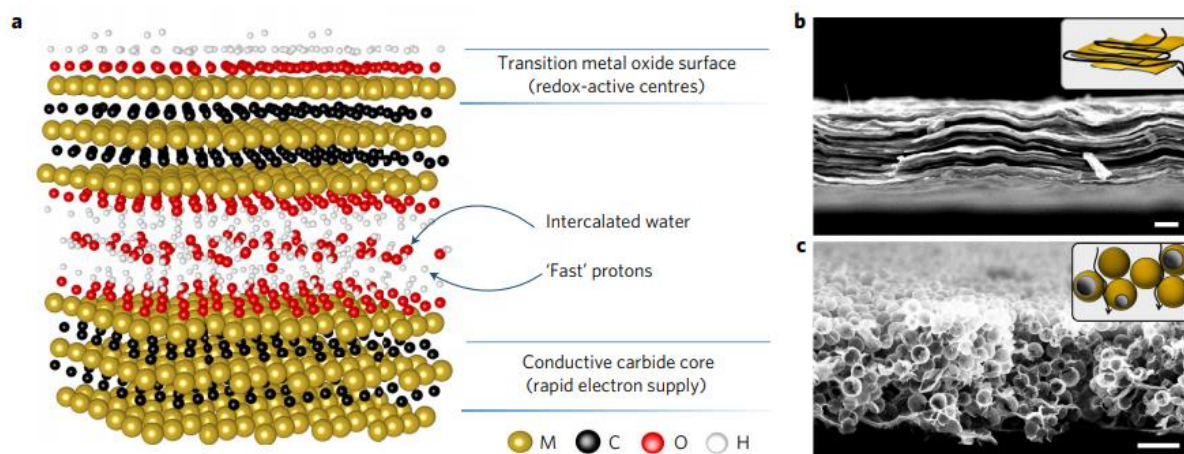 a
Transition metal oxide surface
(redox-active centres)
Intercalated water
‘Fast’ protons
Conductive carbide core
(rapid electron supply)
M C O H
b
c